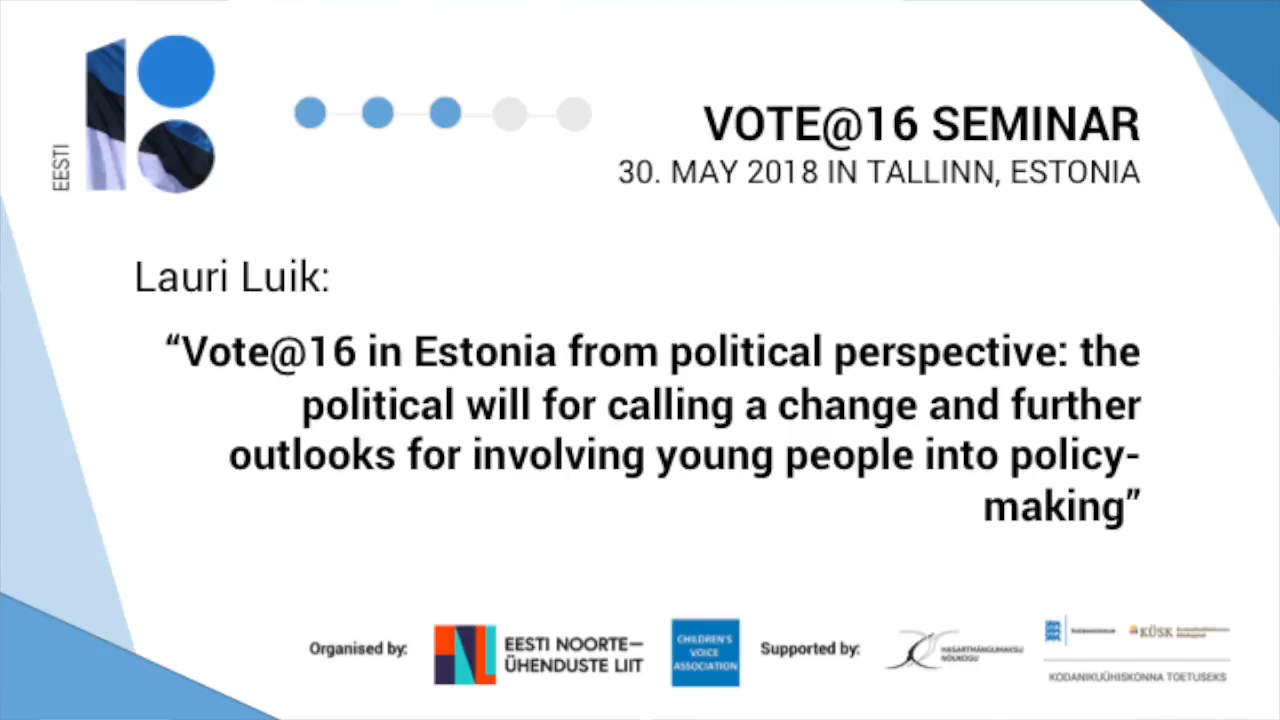 EESTI
VOTE@16 SEMINAR
30. MAY 2018 IN TALLINN, ESTONIA
Lauri Luik:
“Vote@16 in Estonia from political perspective: the
political will for calling a change and further
outlooks for involving young people into policy-
making”
Organised by:
EESTI NOORTE—
ÜHENDUSTE LIIT
CHILDREN'S
VOICE
ASSOCIATION
Supported by:
HASARTMÄNGUMAKSU
NÕUKOGU
KÜSK
KODANIKUÜHISKONNA TOETUSEKS